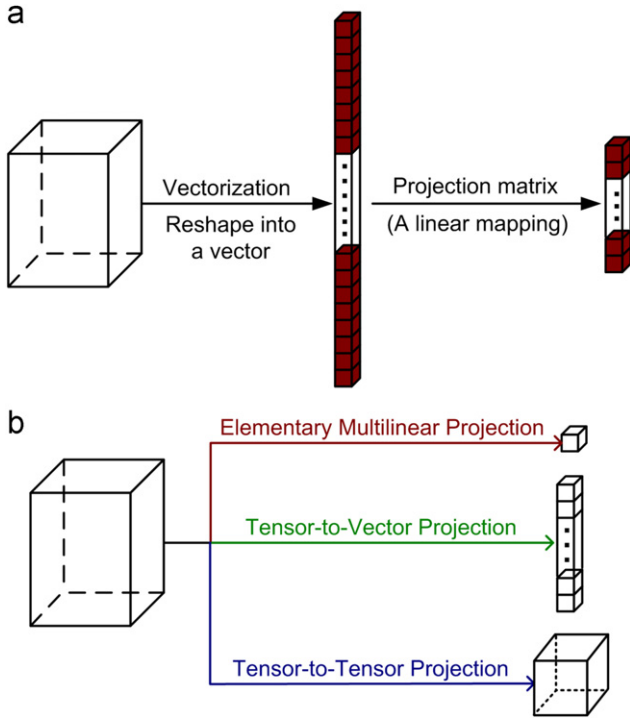 a
Vectorization
Reshape into
a vector
Projection matrix
(A linear mapping)
b
Elementary Multilinear Projection
Tensor-to-Vector Projection
Tensor-to-Tensor Projection